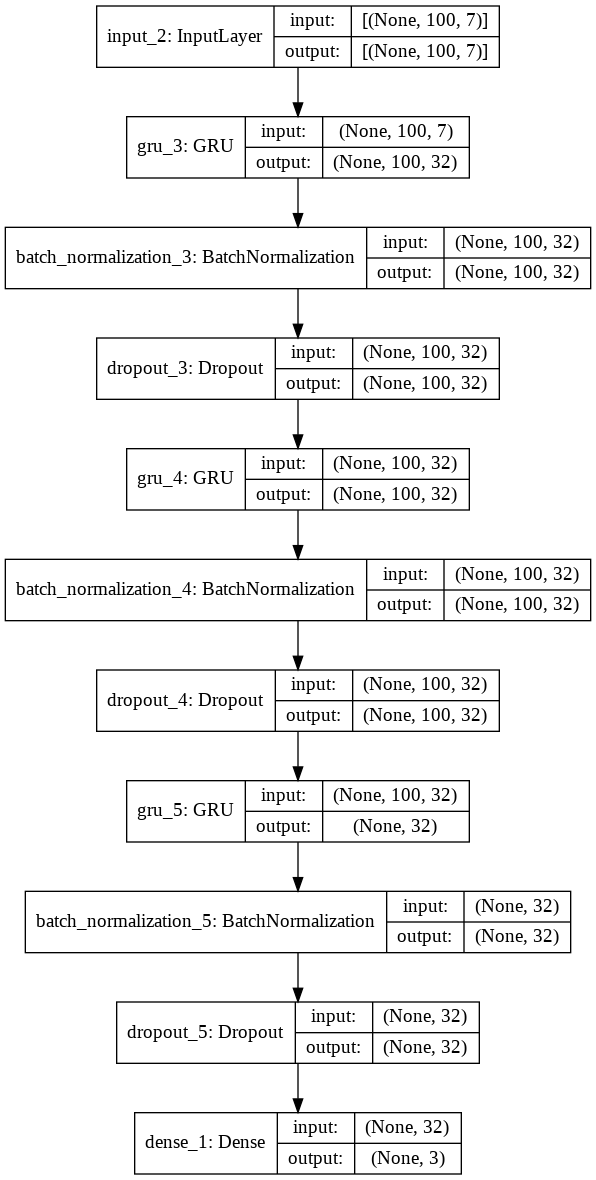 input_2: InputLayer
input: [(None, 100, 7)]
output: [(None, 100, 7)]
gru_3: GRU
input: (None, 100, 7)
output: (None, 100, 32)
batch_normalization_3: BatchNormalization
input: (None, 100, 32)
output: (None, 100, 32)
dropout_3: Dropout
input: (None, 100, 32)
output: (None, 100, 32)
gru_4: GRU
input: (None, 100, 32)
output: (None, 100, 32)
batch_normalization_4: BatchNormalization
input: (None, 100, 32)
output: (None, 100, 32)
dropout_4: Dropout
input: (None, 100, 32)
output: (None, 100, 32)
gru_5: GRU
input: (None, 100, 32)
output: (None, 32)
batch_normalization_5: BatchNormalization
input: (None, 32)
output: (None, 32)
dropout_5: Dropout
input: (None, 32)
output: (None, 32)
dense_1: Dense
input: (None, 32)
output: (None, 3)